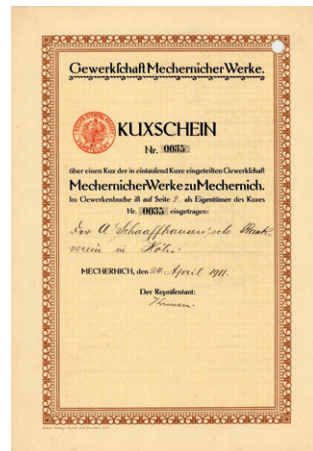 Gewerkschaft Mechernicher Werke.
KUXSCHEIN
Nr. 0035
über einen Kux der in eintausend Kuxe eingeteilten Gewerkschaft
Mechernicher Werke zu Mechernich.
Im Gewerkenbuche ist auf Seite als Eigentümer des Kuxes
Nr. 0035 eingetragen:
Der A. Schaaffhausen'sche Bank
verein in Köln.
MECHERNICH, den 24 April 1911.
Der Repräsentant: